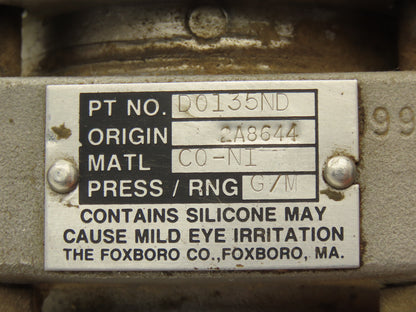 PT NO. D0135ND
ORIGIN 2A8644
MATL CO-NI
PRESS / RNG G/M
CONTAINS SILICONE MAY
CAUSE MILD EYE IRRITATION
THE FOXBORO CO., FOXBORO, MA.
99